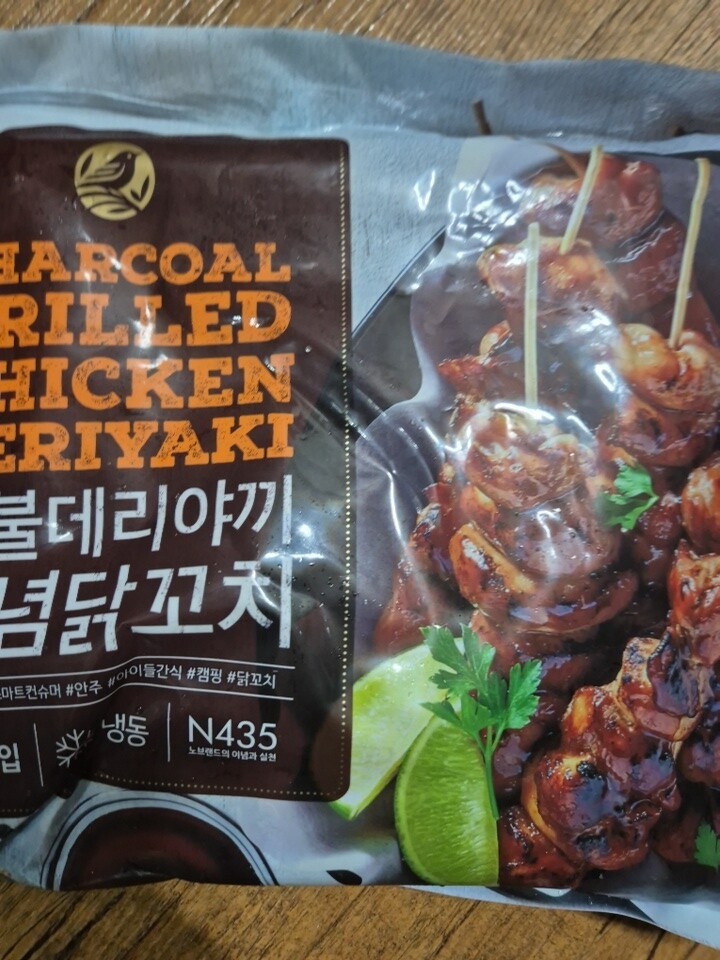 HARCOAL
RILLED
HICKEN
ERIYAKI
불데리야끼
념닭꼬치
마트컨슈머 #안주 #아이들간식 #캠핑 #닭꼬치
입
냉동
N435
노브랜드의 이념과 실천